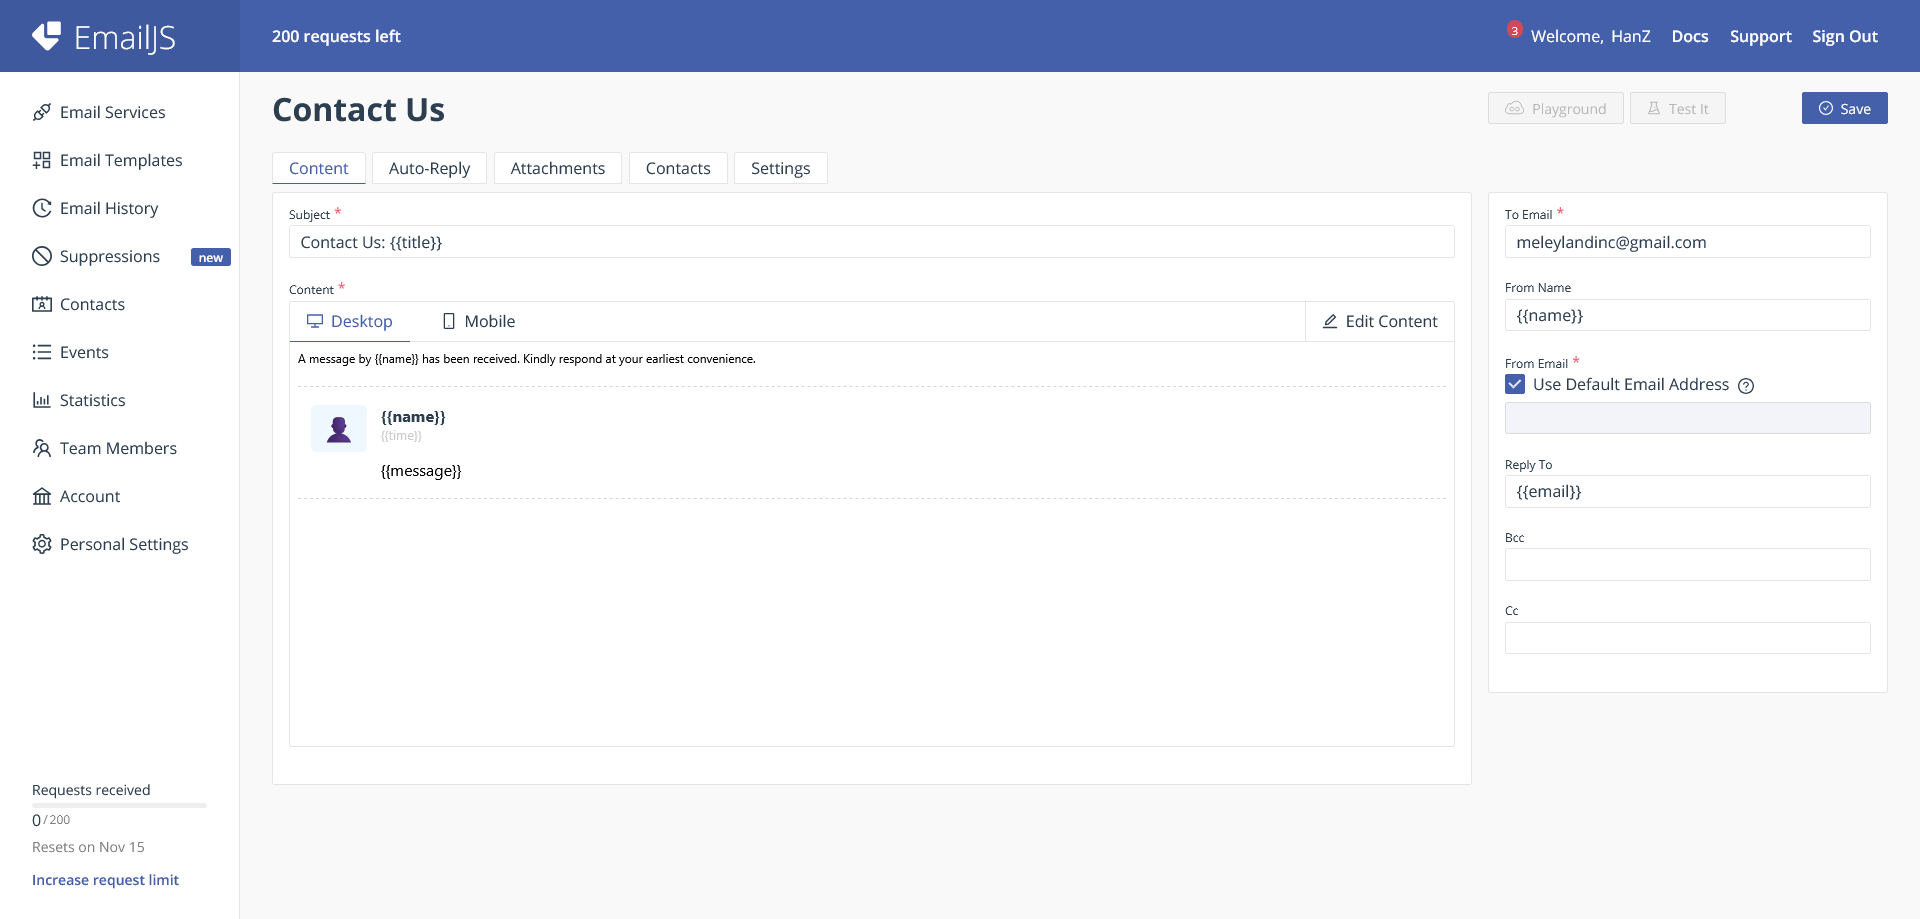 EmailJS
200 requests left
3
Welcome, HanZ
Docs
Support
Sign Out
Email Services
Email Templates
Email History
Suppressions
new
Contacts
Events
Statistics
Team Members
Account
Personal Settings
Requests received
0/200
Resets on Nov 15
Increase request limit
Contact Us
Playground
Test It
Save
Content
Auto-Reply
Attachments
Contacts
Settings
Subject *
Contact Us: {{title}}
Content *
Desktop
Mobile
Edit Content
A message by {{name}} has been received. Kindly respond at your earliest convenience.
{{name}}
{{time}}
{{message}}
To Email *
meleylandinc@gmail.com
From Name
{{name}}
From Email *
Use Default Email Address
Reply To
{{email}}
Bcc
Cc